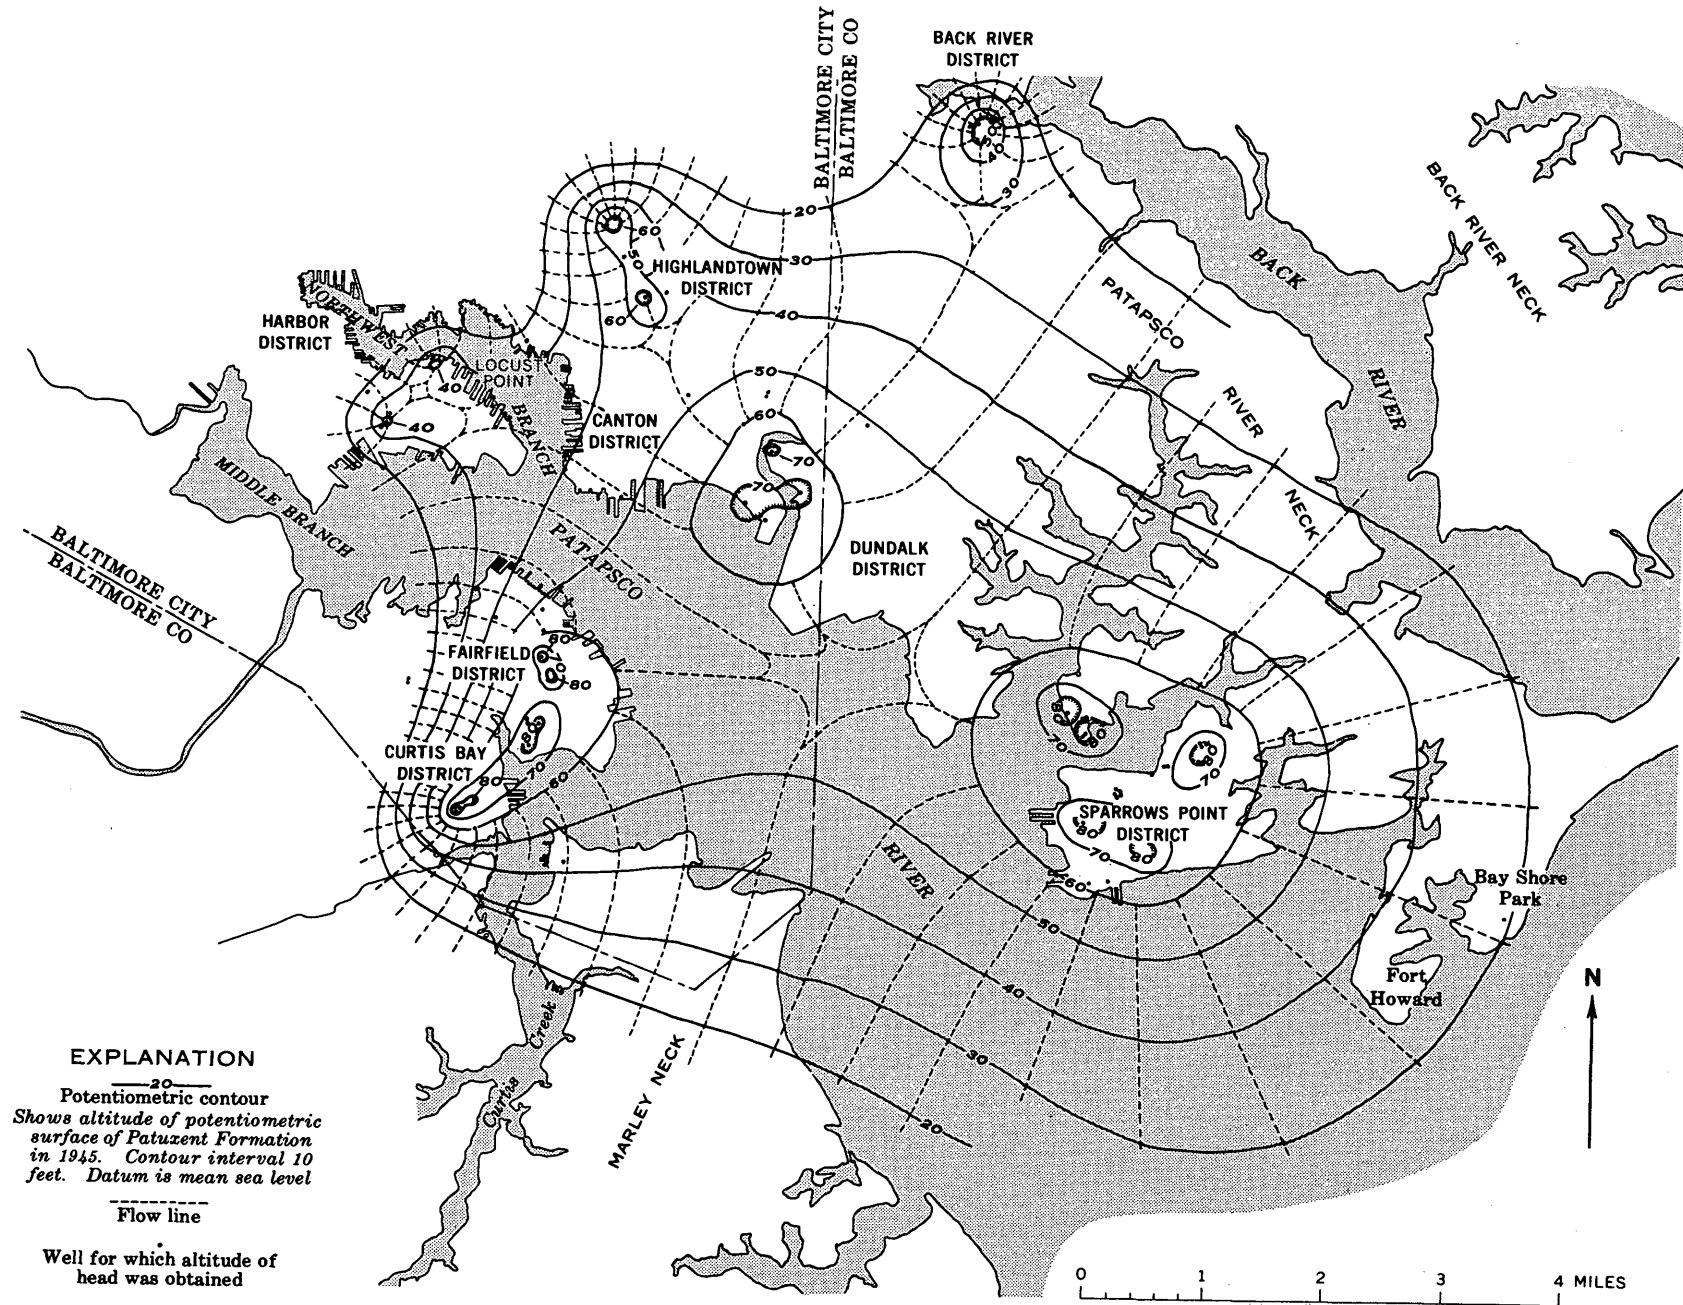 BACK RIVER
DISTRICT
BALTIMORE CITY
BALTIMORE CO
40
30
20
60
50
HIGHLANDTOWN
DISTRICT
60
30
40
NORTHWEST
HARBOR
DISTRICT
LOCUST
POINT
40
BRANCH
40
CANTON
DISTRICT
50
60
70
70
BACK
RIVER
BACK RIVER NECK
PATAPSCO
RIVER
NECK
MIDDLE BRANCH
BALTIMORE CITY
BALTIMORE CO
PATAPSCO
DUNDALK
DISTRICT
60
70
80
FAIRFIELD
DISTRICT
80
CURTIS BAY
DISTRICT
80
70
60
80
70
80
80
70
SPARROWS POINT
DISTRICT
80
70
80
60
RIVER
50
40
30
20
Bay Shore
Park
Fort
Howard
N
Creek
Curtis
MARLEY NECK
EXPLANATION
20
Potentiometric contour
Shows altitude of potentiometric
surface of Patuxent Formation
in 1945. Contour interval 10
feet. Datum is mean sea level
Flow line
Well for which altitude of
head was obtained
0 1 2 3 4 MILES